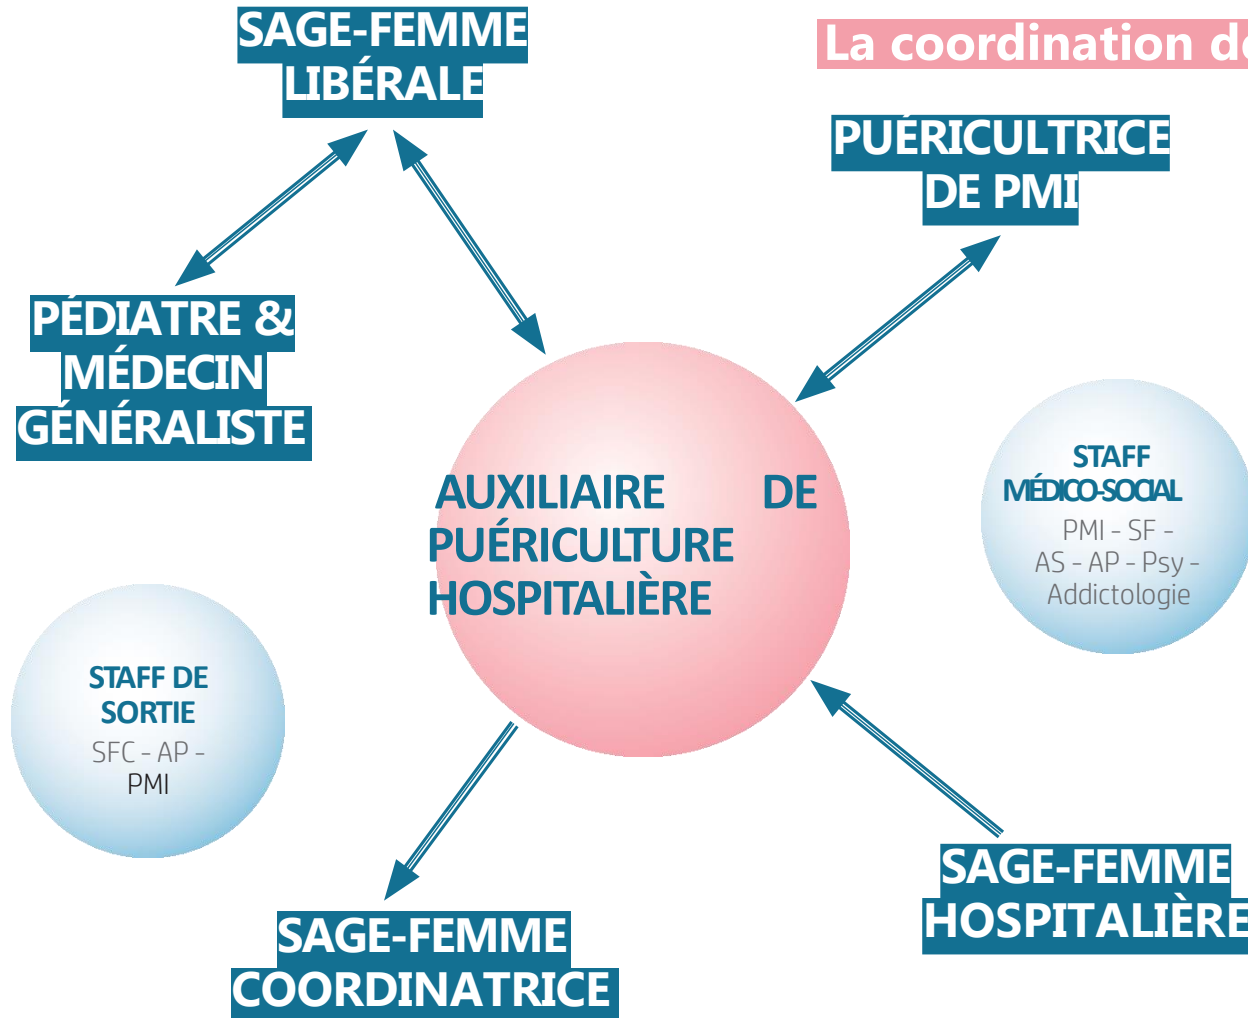 SAGE-FEMME
LIBÉRALE
La coordination de
PUÉRICULTRICE
DE PMI
PÉDIATRE &
MÉDECIN
GÉNÉRALISTE
AUXILIAIRE DE
PUÉRICULTURE
HOSPITALIÈRE
STAFF
MÉDICO-SOCIAL
PMI - SF -
AS - AP - Psy -
Addictologie
STAFF DE
SORTIE
SFC - AP -
PMI
SAGE-FEMME
HOSPITALIÈRE
SAGE-FEMME
COORDINATRICE